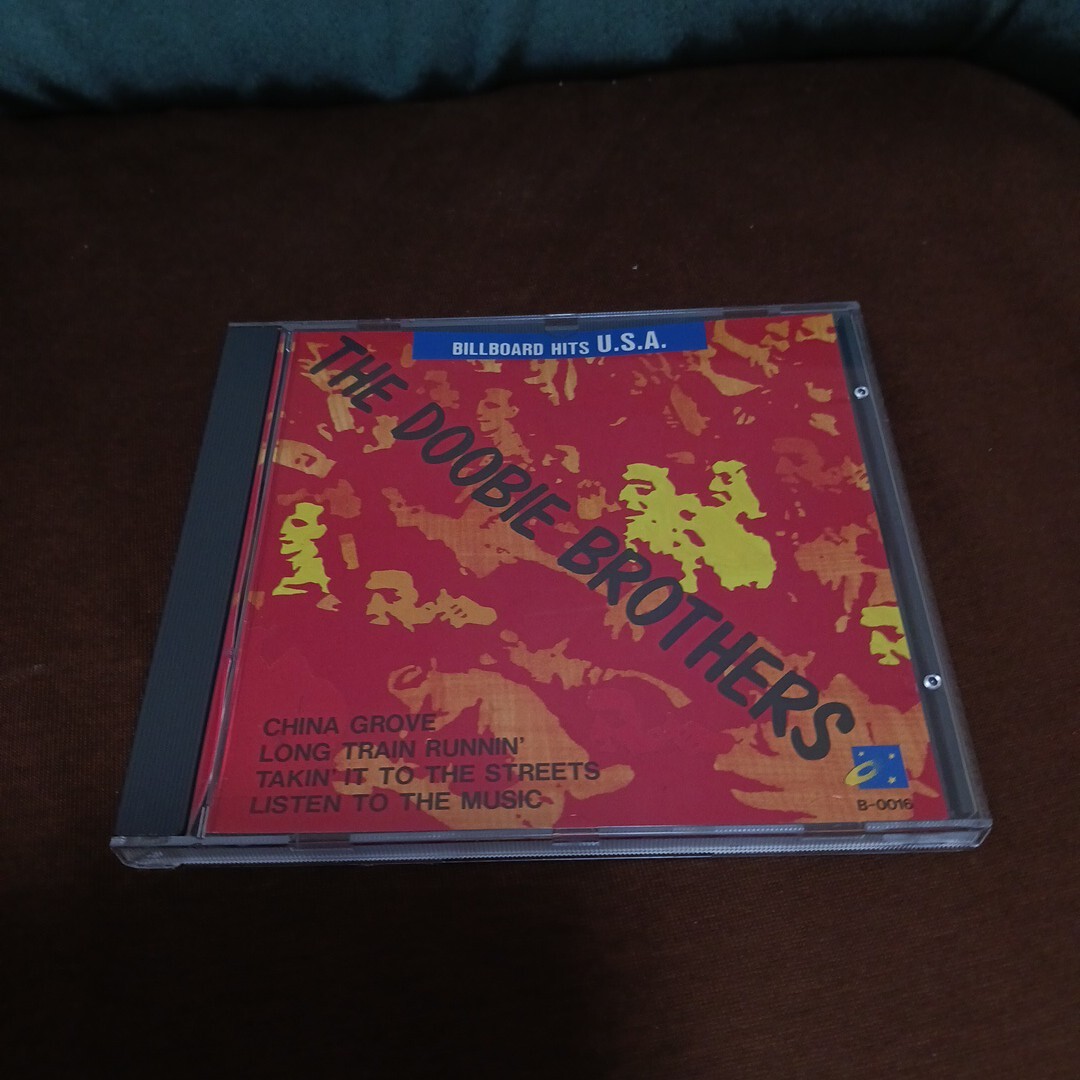 BILLBOARD HITS U.S.A.
THE DOOBIE BROTHERS
CHINA GROVE
LONG TRAIN RUNNIN'
TAKIN' IT TO THE STREETS
LISTEN TO THE MUSIC
B-0016